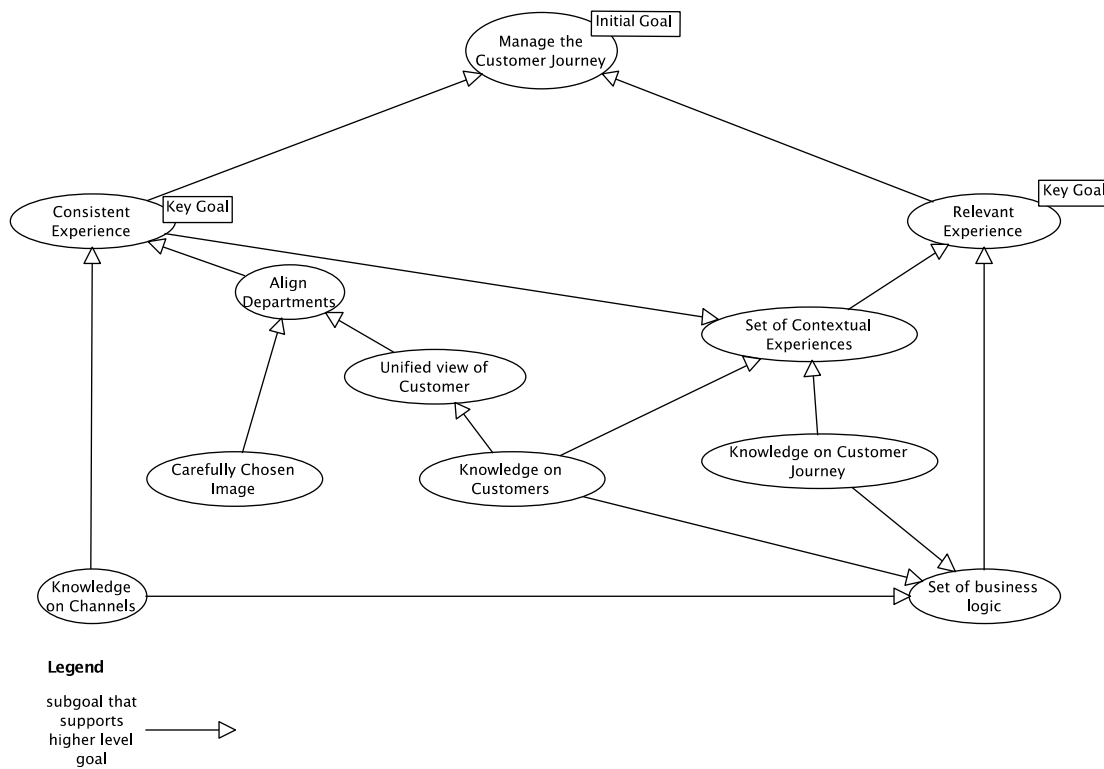 Initial Goal
Manage the
Customer Journey
Consistent
Experience
Key Goal
Relevant
Experience
Key Goal
Align
Departments
Set of Contextual
Experiences
Unified view of
Customer
Carefully Chosen
Image
Knowledge on
Customers
Knowledge on Customer
Journey
Knowledge
on Channels
Set of business
logic
Legend
subgoal that
supports
higher level
goal